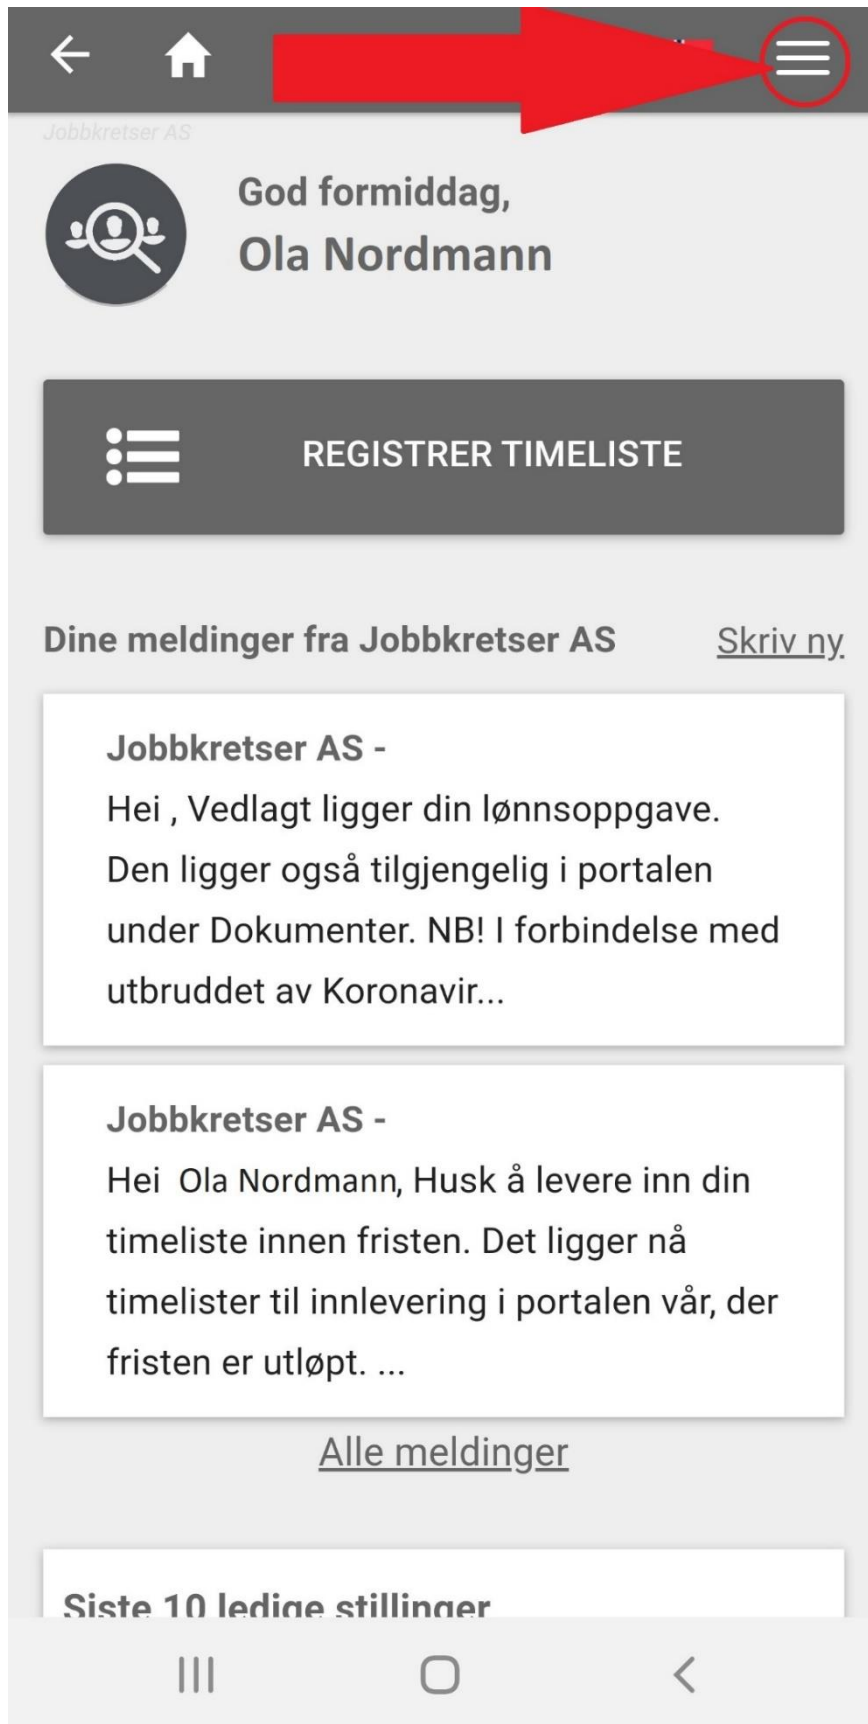 Jobbkretser AS
God formiddag,
Ola Nordmann
REGISTRER TIMELISTE
Dine meldinger fra Jobbkretser AS Skriv ny
Jobbkretser AS -
Hei , Vedlagt ligger din lønnsoppgave.
Den ligger også tilgjengelig i portalen
under Dokumenter. NB! I forbindelse med
utbruddet av Koronavir...
Jobbkretser AS -
Hei Ola Nordmann, Husk å levere inn din
timeliste innen fristen. Det ligger nå
timelister til innlevering i portalen vår, der
fristen er utløpt. ...
Alle meldinger
Siste 10 ledige stillinger